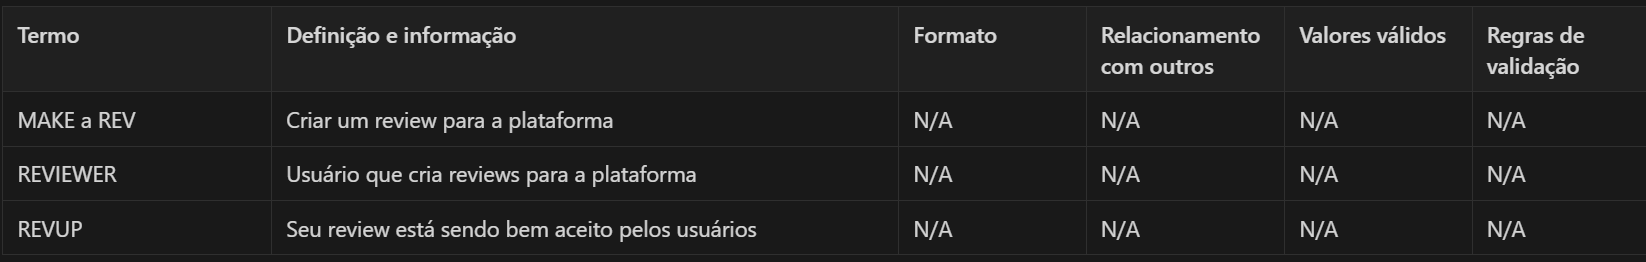 Termo Definição e informação Formato Relacionamento com outros Valores válidos Regras de validação
MAKE a REV Criar um review para a plataforma N/A N/A N/A N/A
REVIEWER Usuário que cria reviews para a plataforma N/A N/A N/A N/A
REVUP Seu review está sendo bem aceito pelos usuários N/A N/A N/A N/A